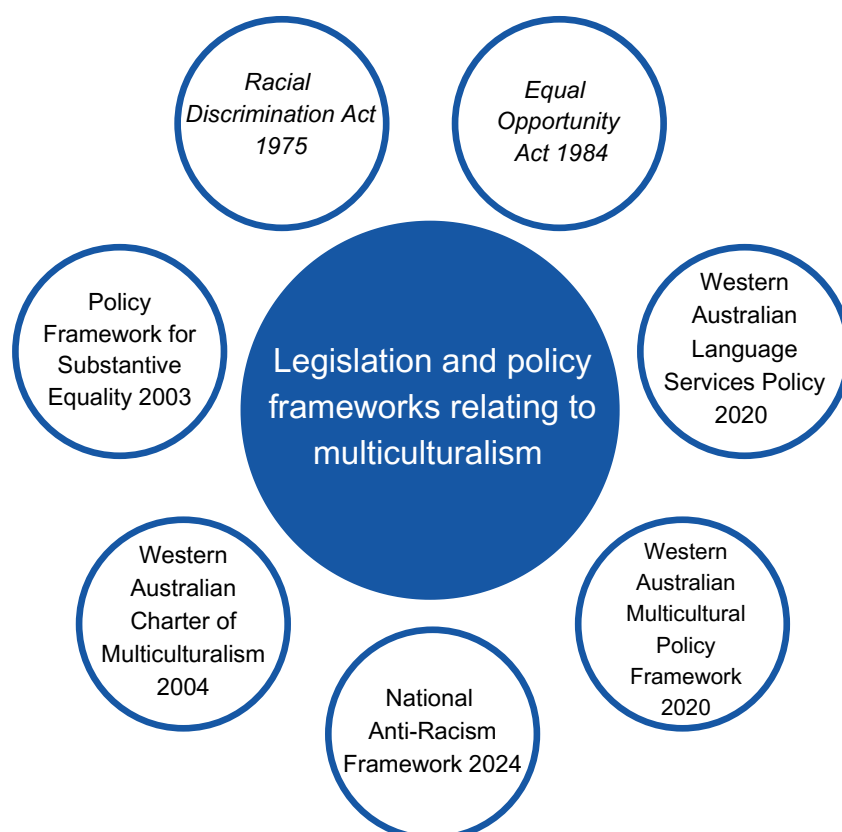 Racial
Discrimination Act
1975
Equal
Opportunity
Act 1984
Policy
Framework for
Substantive
Equality 2003
Legislation and policy
frameworks relating to
multiculturalism
Western
Australian
Language
Services Policy
2020
Western
Australian
Charter of
Multiculturalism
2004
National
Anti-Racism
Framework 2024
Western
Australian
Multicultural
Policy
Framework
2020